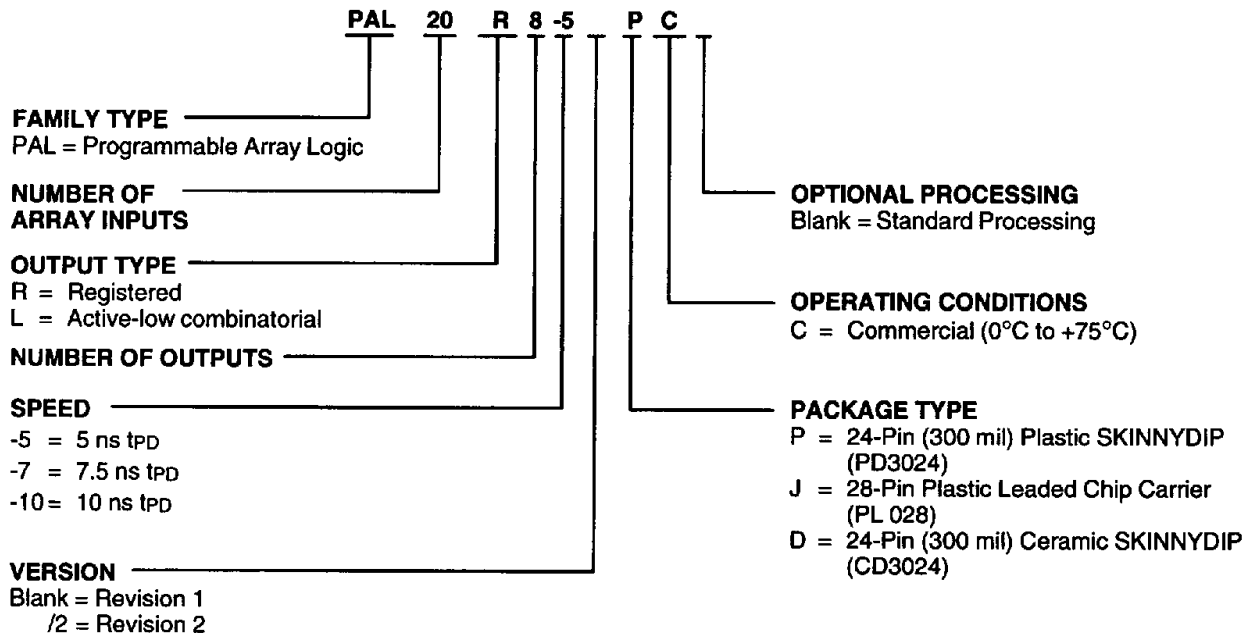 PAL 20 R 8 -5 P C
FAMILY TYPE
PAL = Programmable Array Logic
NUMBER OF
ARRAY INPUTS
OUTPUT TYPE
R = Registered
L = Active-low combinatorial
NUMBER OF OUTPUTS
SPEED
-5 = 5 ns tPD
-7 = 7.5 ns tPD
-10 = 10 ns tPD
VERSION
Blank = Revision 1
/2 = Revision 2
OPTIONAL PROCESSING
Blank = Standard Processing
OPERATING CONDITIONS
C = Commercial (0°C to +75°C)
PACKAGE TYPE
P = 24-Pin (300 mil) Plastic SKINNYDIP
(PD3024)
J = 28-Pin Plastic Leaded Chip Carrier
(PL 028)
D = 24-Pin (300 mil) Ceramic SKINNYDIP
(CD3024)